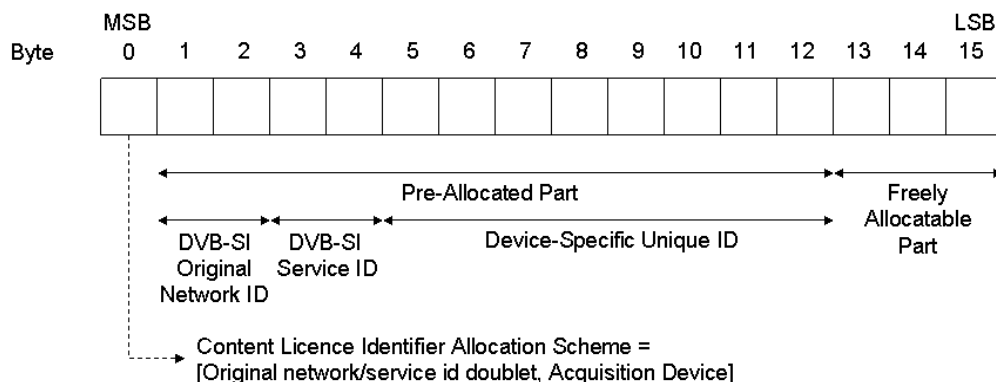 MSB LSB
Byte 0 1 2 3 4 5 6 7 8 9 10 11 12 13 14 15
Pre-Allocated Part
Freely
Allocatable
Part
DVB-SI
Original
Network ID
DVB-SI
Service ID
Device-Specific Unique ID
Content Licence Identifier Allocation Scheme =
[Original network/service id doublet, Acquisition Device]